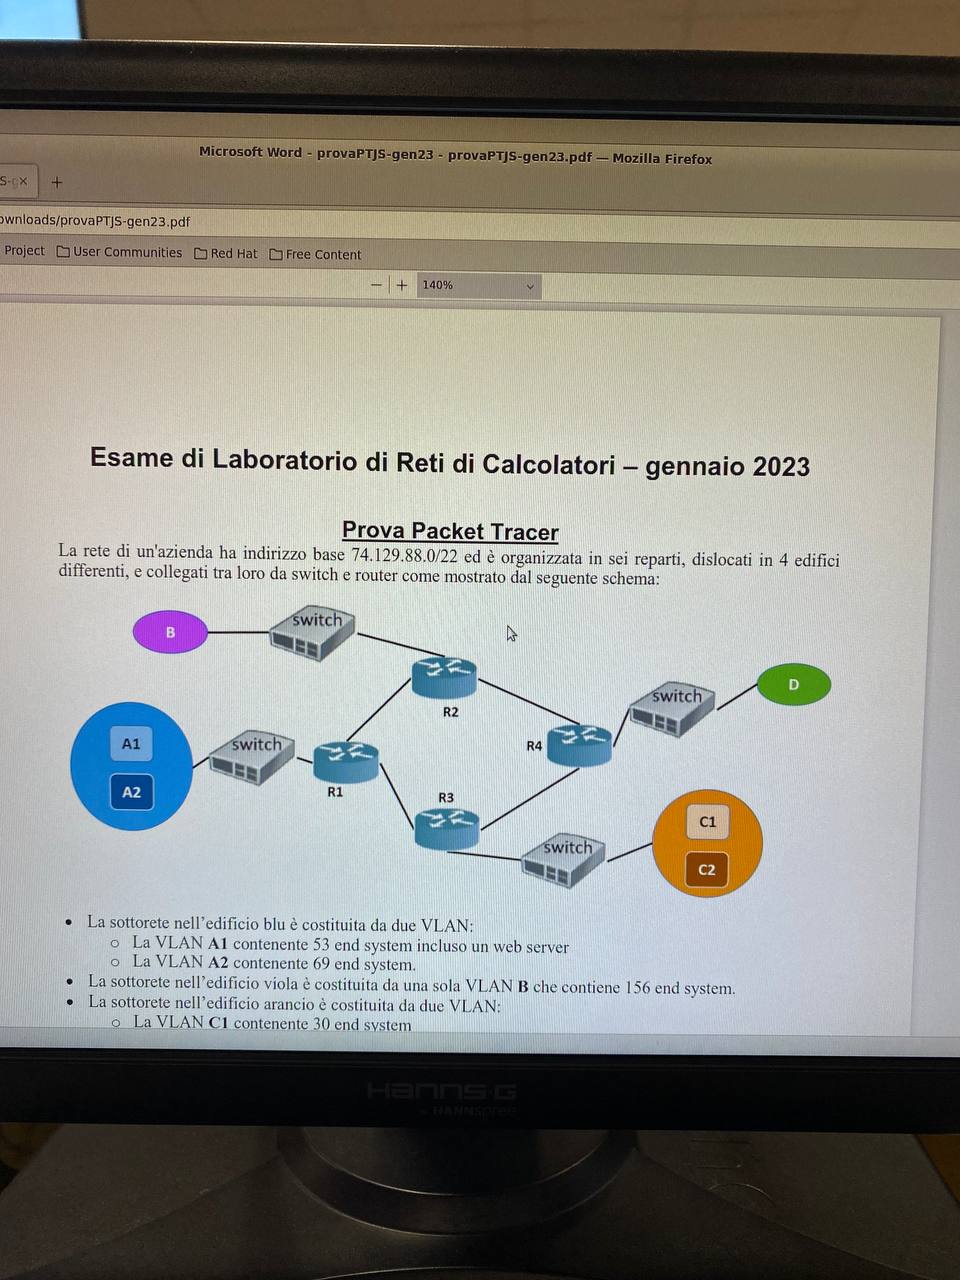 Microsoft Word - provaPTJS-gen23 - provaPTJS-gen23.pdf — Mozilla Firefox
ownloads/provaPTJS-gen23.pdf
Project User Communities Red Hat Free Content
140%
Esame di Laboratorio di Reti di Calcolatori – gennaio 2023
Prova Packet Tracer
La rete di un'azienda ha indirizzo base 74.129.88.0/22 ed è organizzata in sei reparti, dislocati in 4 edifici
differenti, e collegati tra loro da switch e router come mostrato dal seguente schema:
B
switch
R2
switch
D
A1
A2
switch
R1
R4
R3
switch
C1
C2
• La sottorete nell'edificio blu è costituita da due VLAN:
o La VLAN A1 contenente 53 end system incluso un web server
o La VLAN A2 contenente 69 end system.
• La sottorete nell'edificio viola è costituita da una sola VLAN B che contiene 156 end system.
• La sottorete nell'edificio arancio è costituita da due VLAN:
o La VLAN C1 contenente 30 end system
HANNS-G
HANNspree